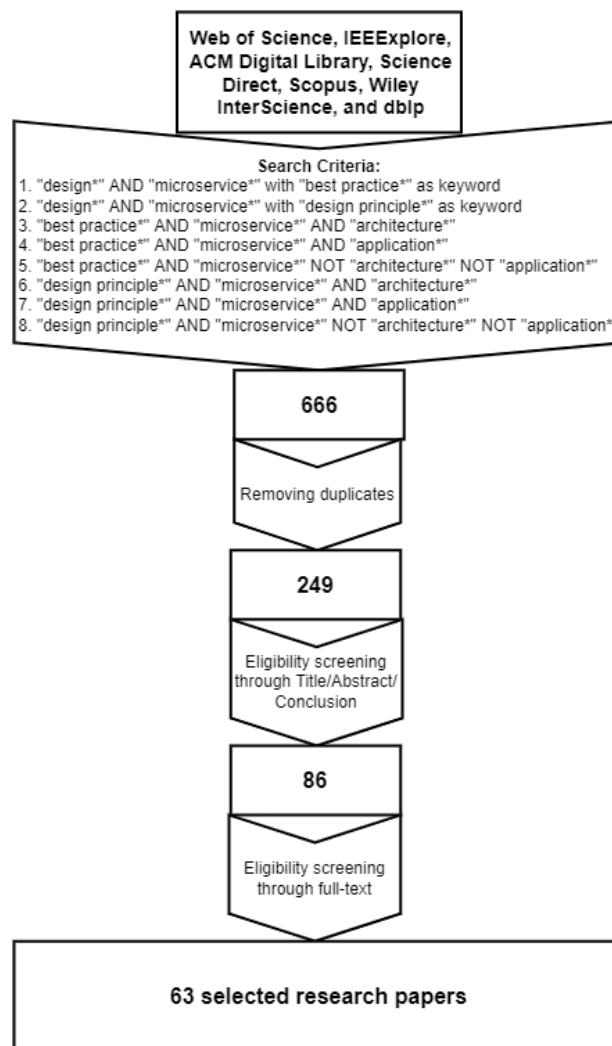 Web of Science, IEEExplore,
ACM Digital Library, Science
Direct, Scopus, Wiley
InterScience, and dblp
Search Criteria:
1. "design*" AND "microservice*" with "best practice*" as keyword
2. "design*" AND "microservice*" with "design principle*" as keyword
3. "best practice*" AND "microservice*" AND "architecture*"
4. "best practice*" AND "microservice*" AND "application*"
5. "best practice*" AND "microservice*" NOT "architecture*" NOT "application*"
6. "design principle*" AND "microservice*" AND "architecture*"
7. "design principle*" AND "microservice*" AND "application*"
8. "design principle*" AND "microservice*" NOT "architecture*" NOT "application*
666
Removing duplicates
249
Eligibility screening
through Title/Abstract/
Conclusion
86
Eligibility screening
through full-text
63 selected research papers